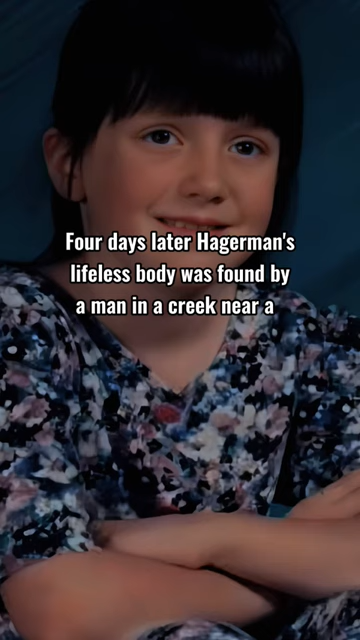 Four days later Hagerman's
lifeless body was found by
a man in a creek near a